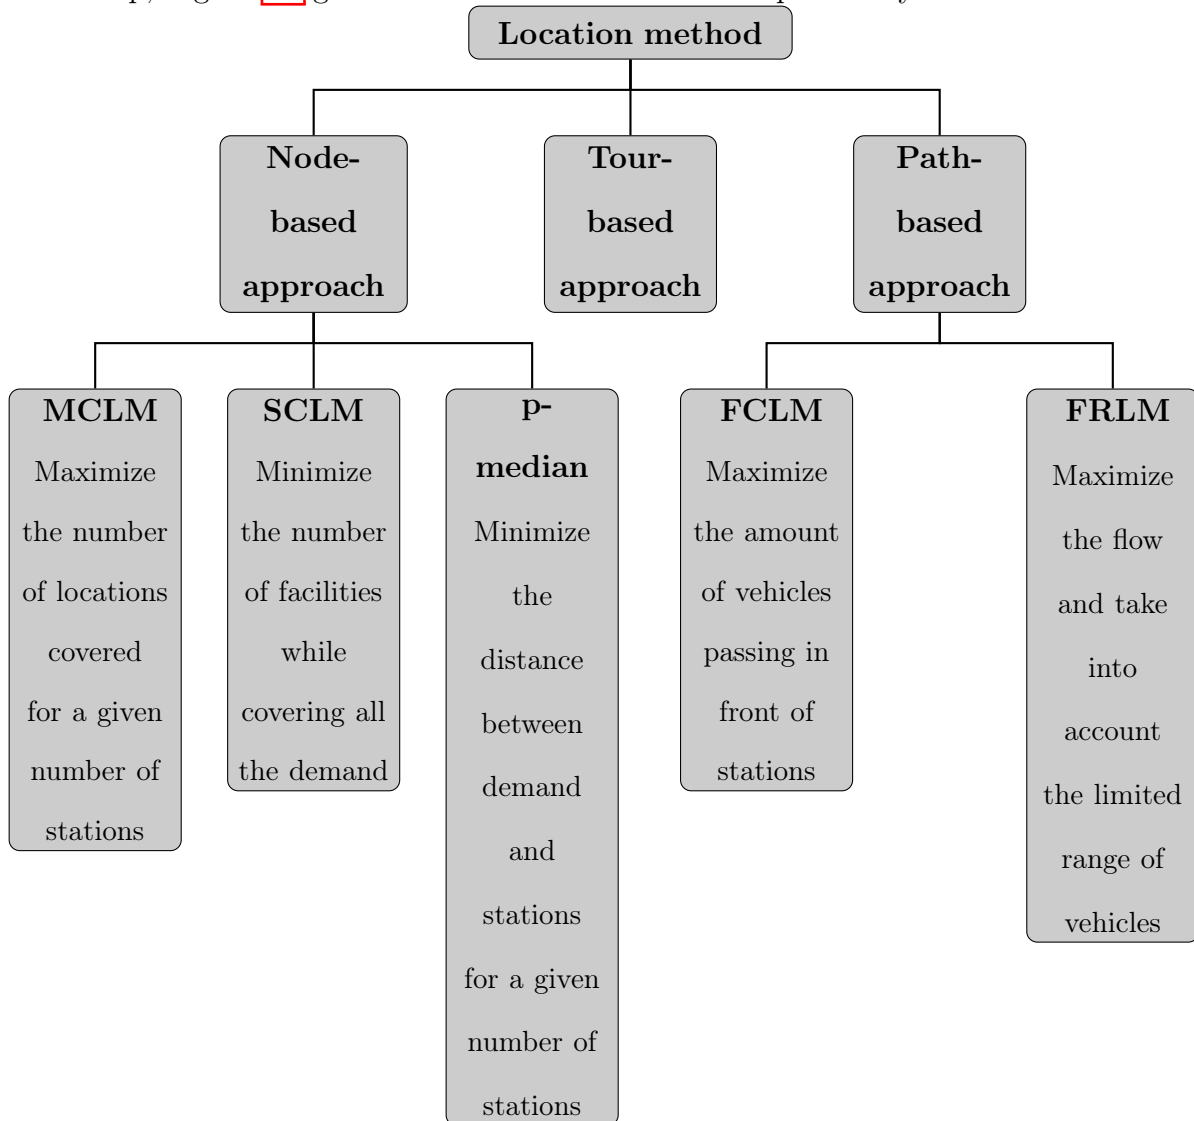 Location method
Node-
based
approach
Tour-
based
approach
Path-
based
approach
MCLM
Maximize
the number
of locations
covered
for a given
number of
stations
SCLM
Minimize
the number
of facilities
while
covering all
the demand
p-
median
Minimize
the
distance
between
demand
and
stations
for a given
number of
stations
FCLM
Maximize
the amount
of vehicles
passing in
front of
stations
FRLM
Maximize
the flow
and take
into
account
the limited
range of
vehicles